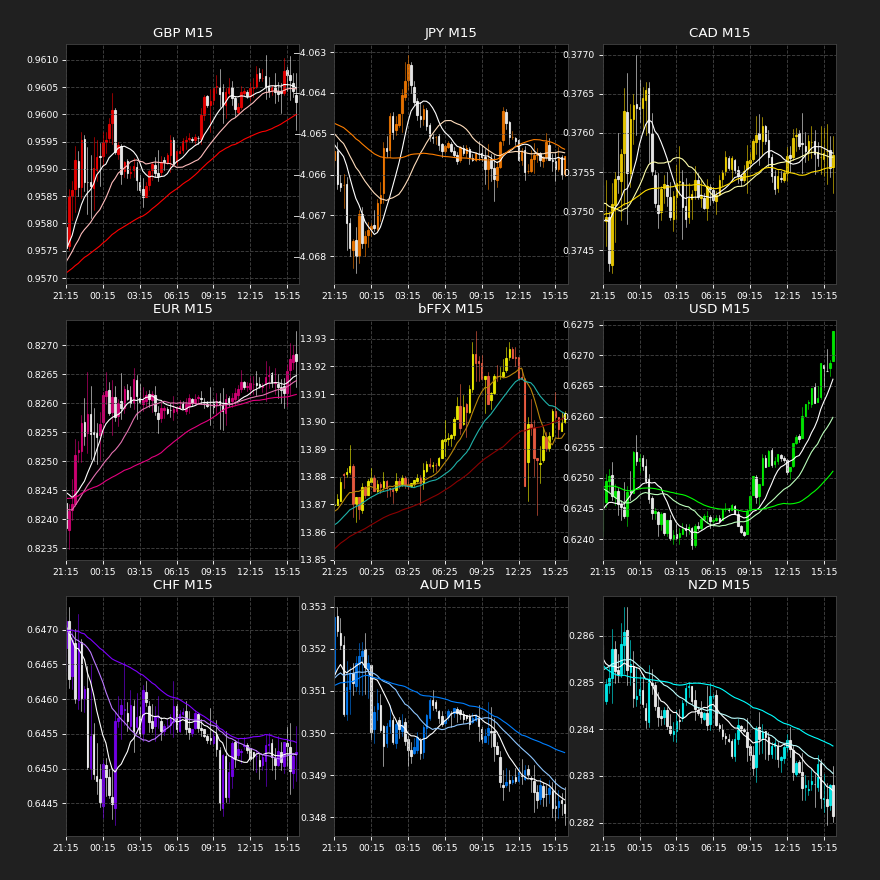 GBP M15 JPY M15 CAD M15
0.9610 −4.063 0.3770
0.9605 −4.064 0.3765
0.9600 −4.065 0.3760
0.9595 −4.066 0.3755
0.9590 −4.067 0.3750
0.9585 −4.068 0.3745
0.9580
0.9575
0.9570
21:15 00:15 03:15 06:15 09:15 12:15 15:15 21:15 00:15 03:15 06:15 09:15 12:15 15:15 21:15 00:15 03:15 06:15 09:15 12:15 15:15
EUR M15 bFFX M15 USD M15
0.8270 13.93 0.6275
0.8265 13.92 0.6270
0.8260 13.91 0.6265
0.8255 13.90 0.6260
0.8250 13.89 0.6255
0.8245 13.88 0.6250
0.8240 13.87 0.6245
0.8235 13.86 0.6240
13.85
21:15 00:15 03:15 06:15 09:15 12:15 15:15 21:25 00:25 03:25 06:25 09:25 12:25 15:25 21:15 00:15 03:15 06:15 09:15 12:15 15:15
CHF M15 AUD M15 NZD M15
0.6470 0.353 0.286
0.6465 0.352 0.285
0.6460 0.351 0.284
0.6455 0.350 0.283
0.6450 0.349 0.282
0.6445 0.348
21:15 00:15 03:15 06:15 09:15 12:15 15:15 21:15 00:15 03:15 06:15 09:15 12:15 15:15 21:15 00:15 03:15 06:15 09:15 12:15 15:15